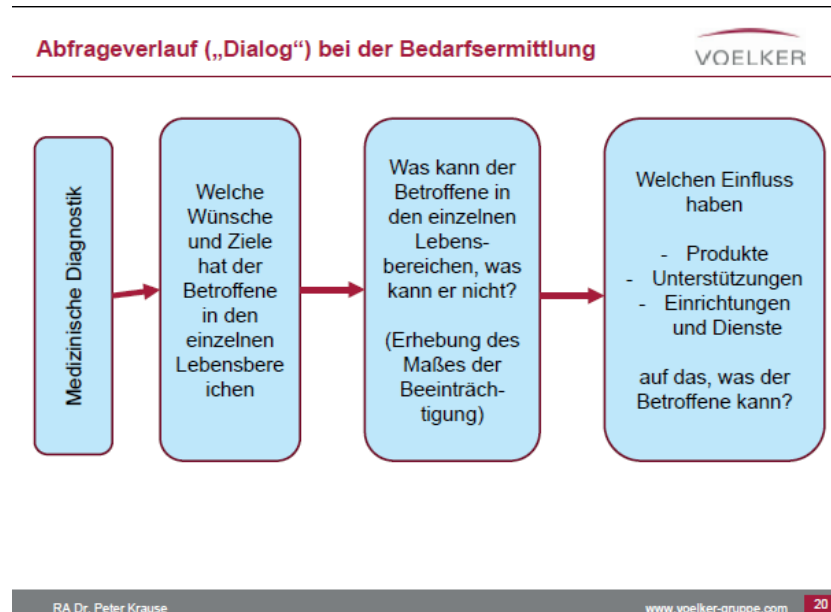 Abfrageverlauf („Dialog“) bei der Bedarfsermittlung
VOELKER
Medizinische Diagnostik
Welche
Wünsche
und Ziele
hat der
Betroffene
in den
einzelnen
Lebensbere
ichen
Was kann der
Betroffene in
den einzelnen
Lebens-
bereichen, was
kann er nicht?
(Erhebung des
Maßes der
Beeinträch-
tigung)
Welchen Einfluss
haben
- Produkte
- Unterstützungen
- Einrichtungen
und Dienste
auf das, was der
Betroffene kann?
RA Dr. Peter Krause
www.voelker-gruppe.com
20